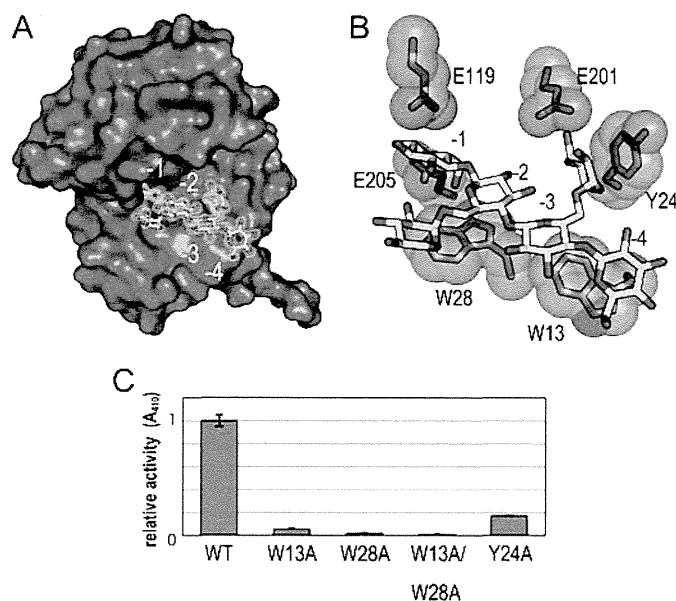 A
-1
-2
-3
-4
B
E119
E201
-1
-2
E205
-3
Y24
-4
W28
W13
C
relative activity (A410)
1
0
WT
W13A
W28A
W13A/
W28A
Y24A